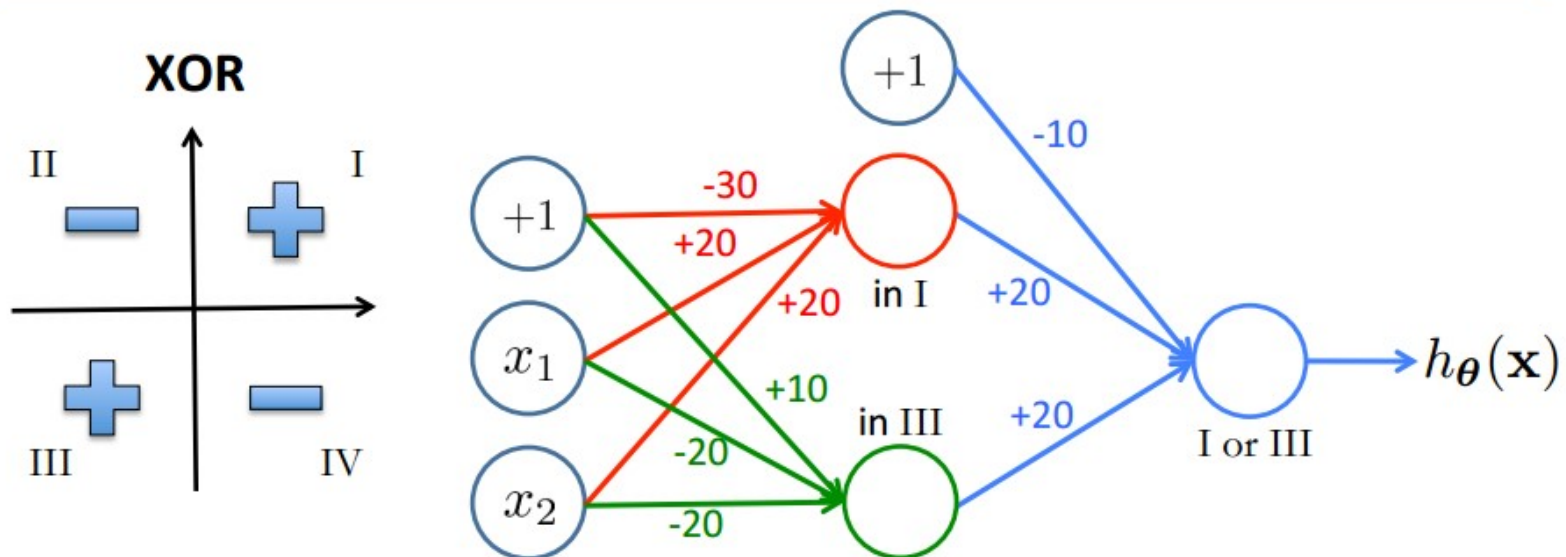 XOR
II
I
III
IV
+1
x₁
x₂
-30
+20
+20
+10
-20
-20
+1
in I
in III
-10
+20
+20
I or III
h_θ(x)